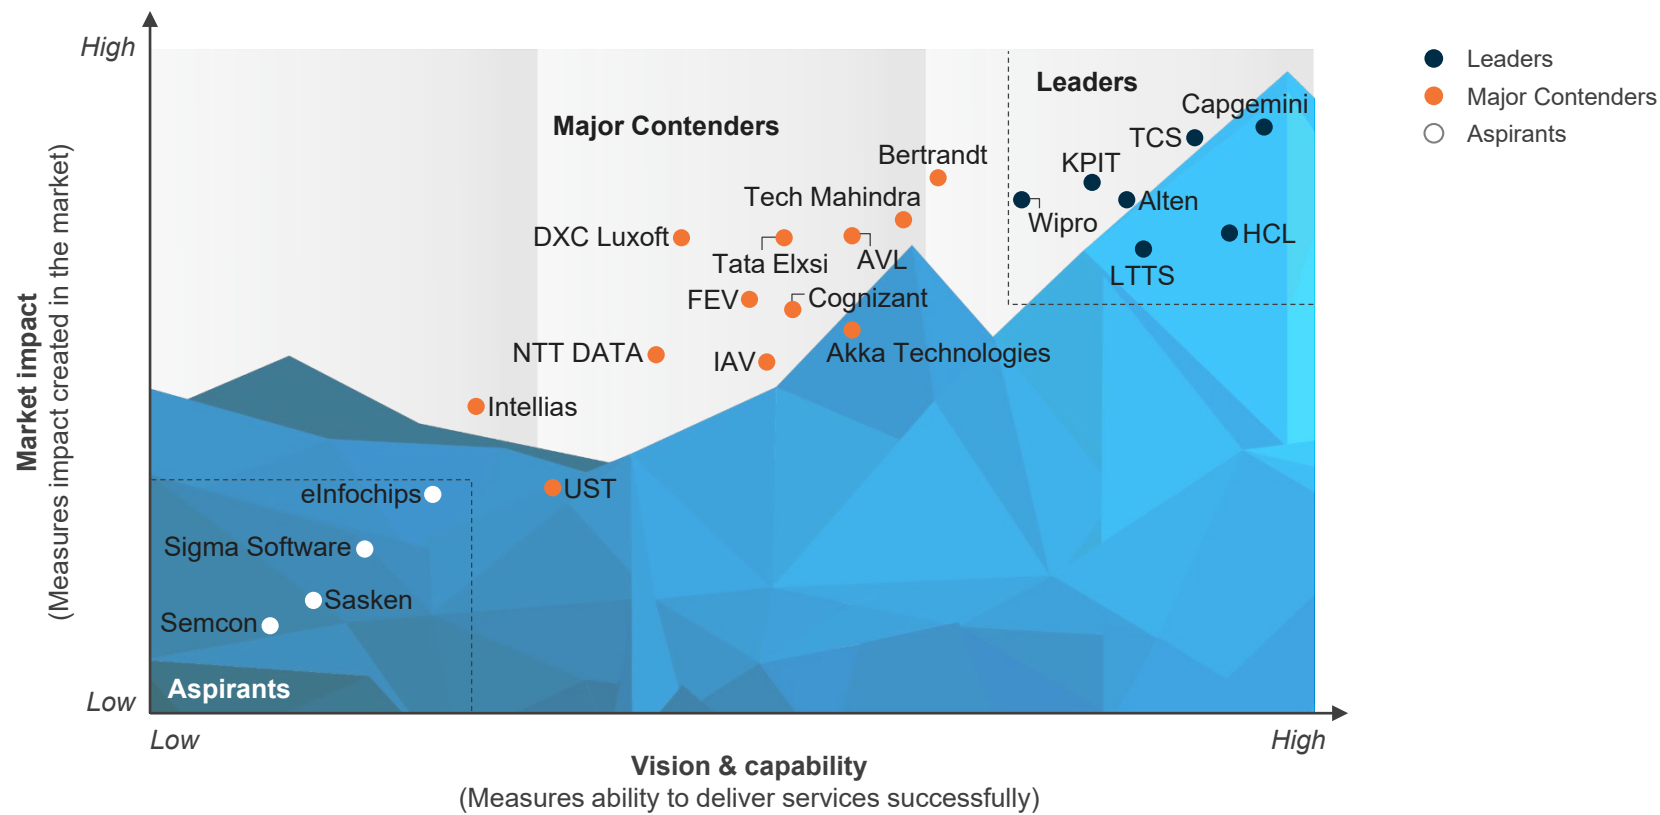 High
Leaders
Major Contenders
Aspirants
Leaders
Capgemini
Major Contenders
TCS
Bertrandt
KPIT
Tech Mahindra
Alten
Wipro
DXC Luxoft
HCL
Tata Elxsi
AVL
LTTS
FEV
Cognizant
NTT DATA
IAV
Akka Technologies
Intellias
UST
eInfochips
Sigma Software
Sasken
Semcon
Aspirants
Market impact
(Measures impact created in the market)
Low
Low
High
Vision & capability
(Measures ability to deliver services successfully)